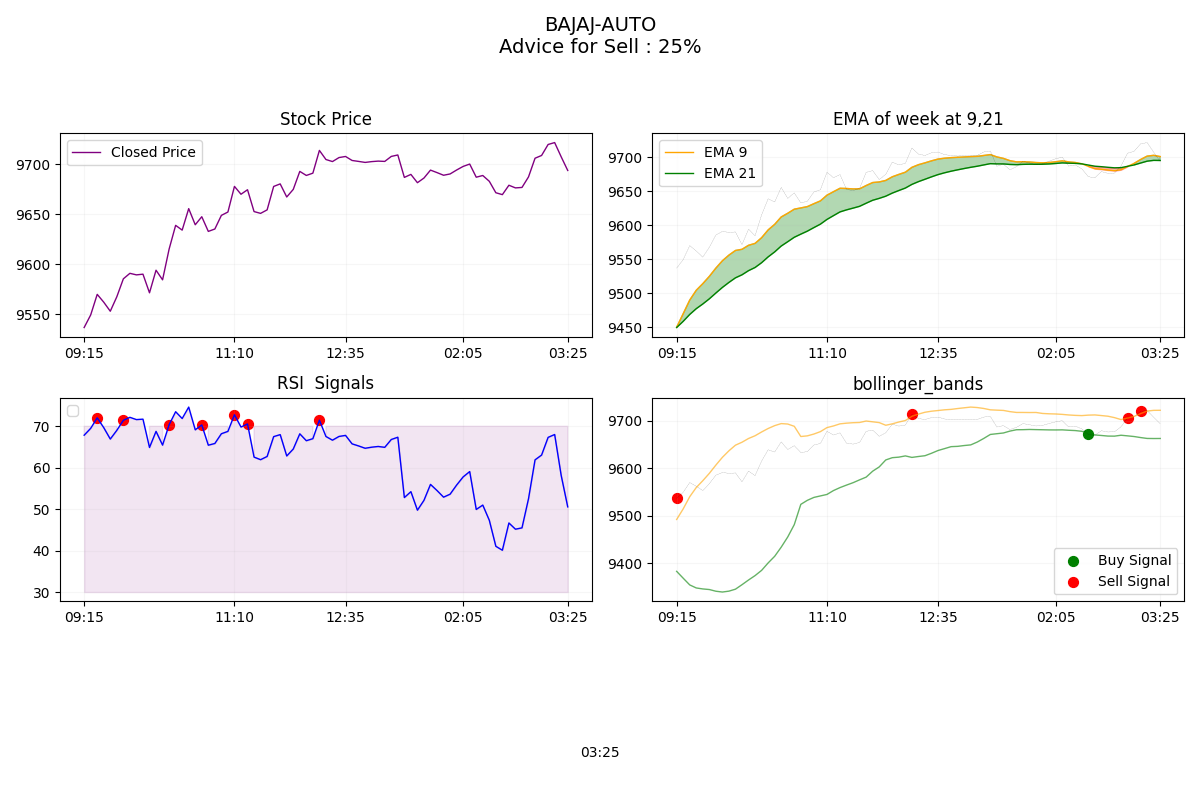 BAJAJ-AUTO
Advice for Sell : 25%
Stock Price
Closed Price
9700
9650
9600
9550
09:15 11:10 12:35 02:05 03:25
EMA of week at 9,21
EMA 9
EMA 21
9700
9650
9600
9550
9500
9450
09:15 11:10 12:35 02:05 03:25
RSI  Signals
70
60
50
40
30
09:15 11:10 12:35 02:05 03:25
bollinger_bands
9700
9600
9500
9400
Buy Signal
Sell Signal
09:15 11:10 12:35 02:05 03:25
03:25